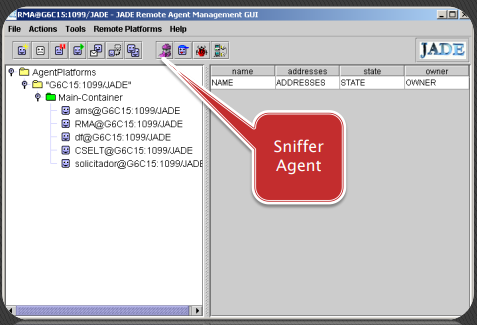 RMA@G6C15:1099/JADE - JADE Remote Agent Management GUI
File Actions Tools Remote Platforms Help
JADE
AgentPlatforms
"G6C15:1099/JADE"
Main-Container
ams@G6C15:1099/JADE
RMA@G6C15:1099/JADE
df@G6C15:1099/JADE
CSELT@G6C15:1099/JADE
solicitador@G6C15:1099/JADE
name addresses state owner
NAME ADDRESSES STATE OWNER
Sniffer
Agent